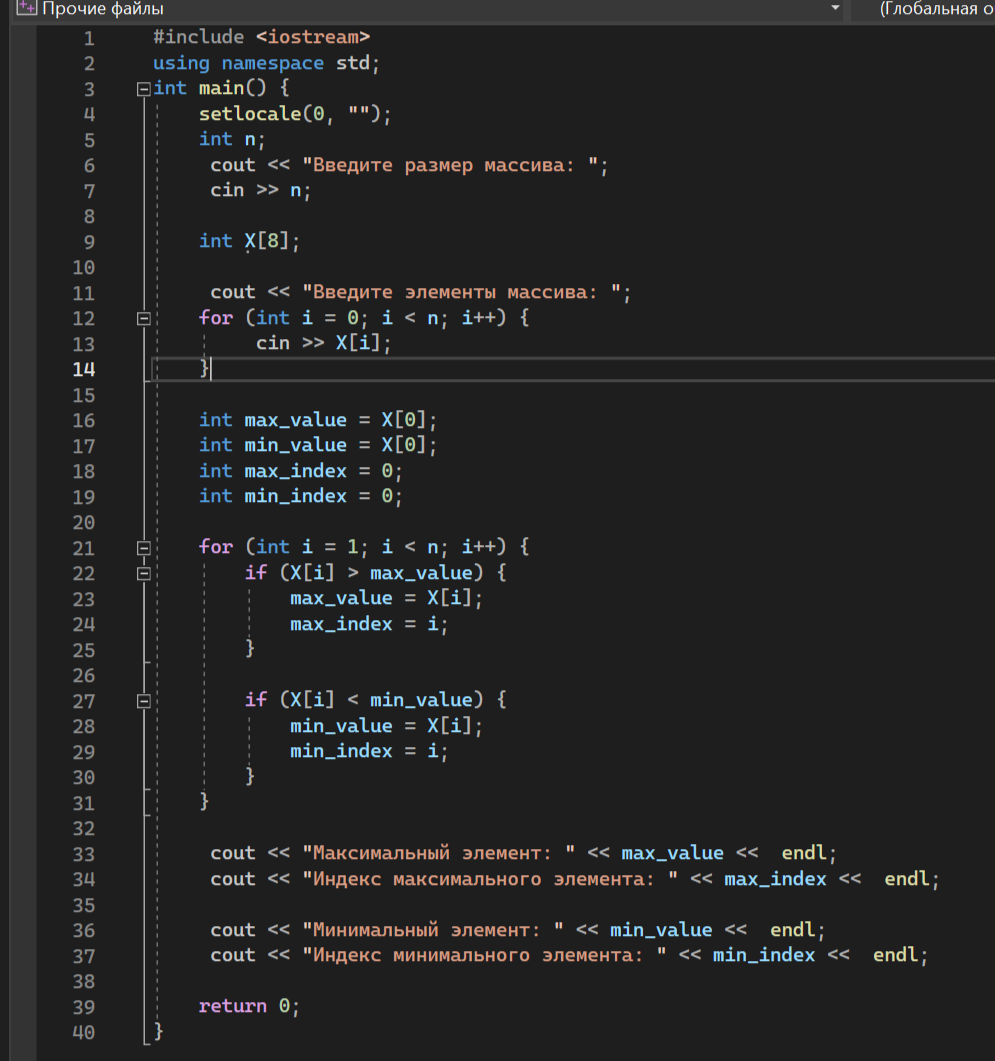 Прочие файлы (Глобальная о
1 #include <iostream>
2 using namespace std;
3 int main() {
4 setlocale(0, "");
5 int n;
6 cout << "Введите размер массива: ";
7 cin >> n;
8
9 int X[8];
10
11 cout << "Введите элементы массива: ";
12 for (int i = 0; i < n; i++) {
13 cin >> X[i];
14 }
15
16 int max_value = X[0];
17 int min_value = X[0];
18 int max_index = 0;
19 int min_index = 0;
20
21 for (int i = 1; i < n; i++) {
22 if (X[i] > max_value) {
23 max_value = X[i];
24 max_index = i;
25 }
26
27 if (X[i] < min_value) {
28 min_value = X[i];
29 min_index = i;
30 }
31 }
32
33 cout << "Максимальный элемент: " << max_value <<  endl;
34 cout << "Индекс максимального элемента: " << max_index <<  endl;
35
36 cout << "Минимальный элемент: " << min_value <<  endl;
37 cout << "Индекс минимального элемента: " << min_index <<  endl;
38
39 return 0;
40 }